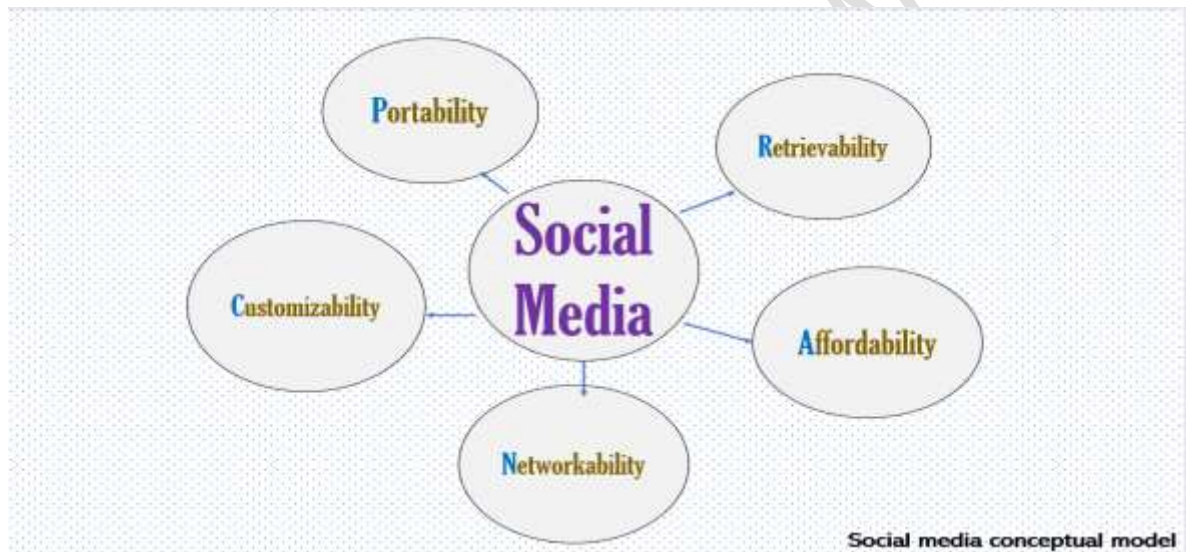 Portability
Retrievability
Social
Media
Customizability
Affordability
Networkability
Social media conceptual model